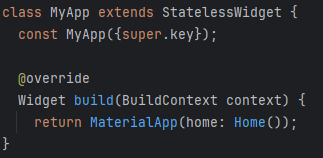 class MyApp extends StatelessWidget {
  const MyApp({super.key});

  @override
  Widget build(BuildContext context) {
    return MaterialApp(home: Home());
  }
}